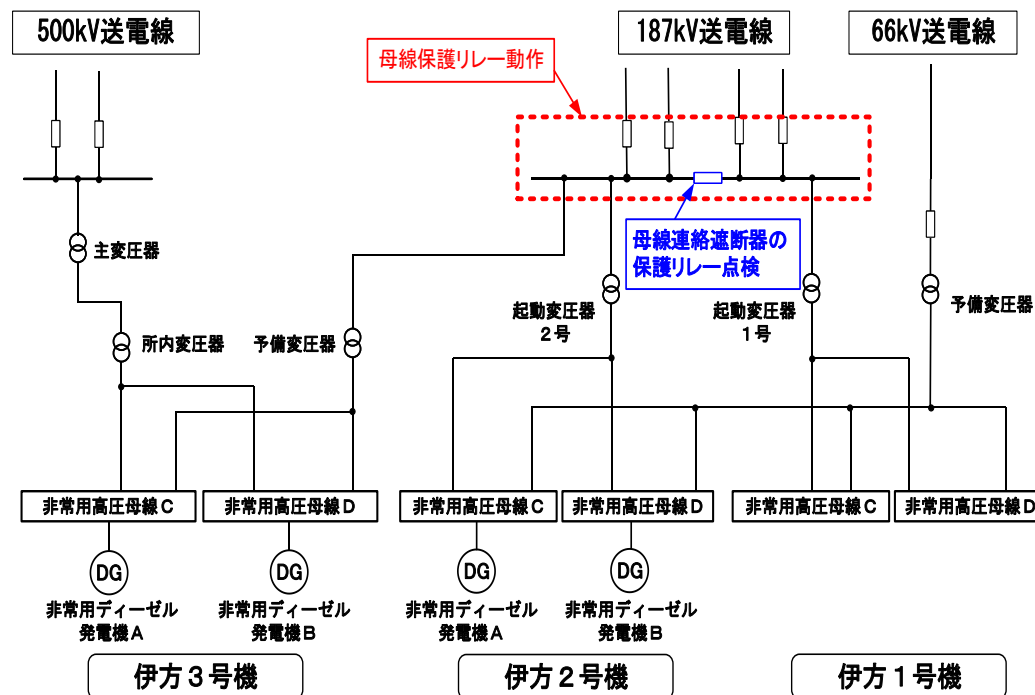 500kV送電線
187kV送電線
66kV送電線
母線保護リレー動作
母線連絡遮断器の
保護リレー点検
主変圧器
所内変圧器
予備変圧器
起動変圧器
2号
起動変圧器
1号
予備変圧器
非常用高圧母線C
非常用高圧母線D
非常用高圧母線C
非常用高圧母線D
非常用高圧母線C
非常用高圧母線D
DG
DG
DG
DG
非常用ディーゼル
発電機A
非常用ディーゼル
発電機B
非常用ディーゼル
発電機A
非常用ディーゼル
発電機B
伊方3号機
伊方2号機
伊方1号機